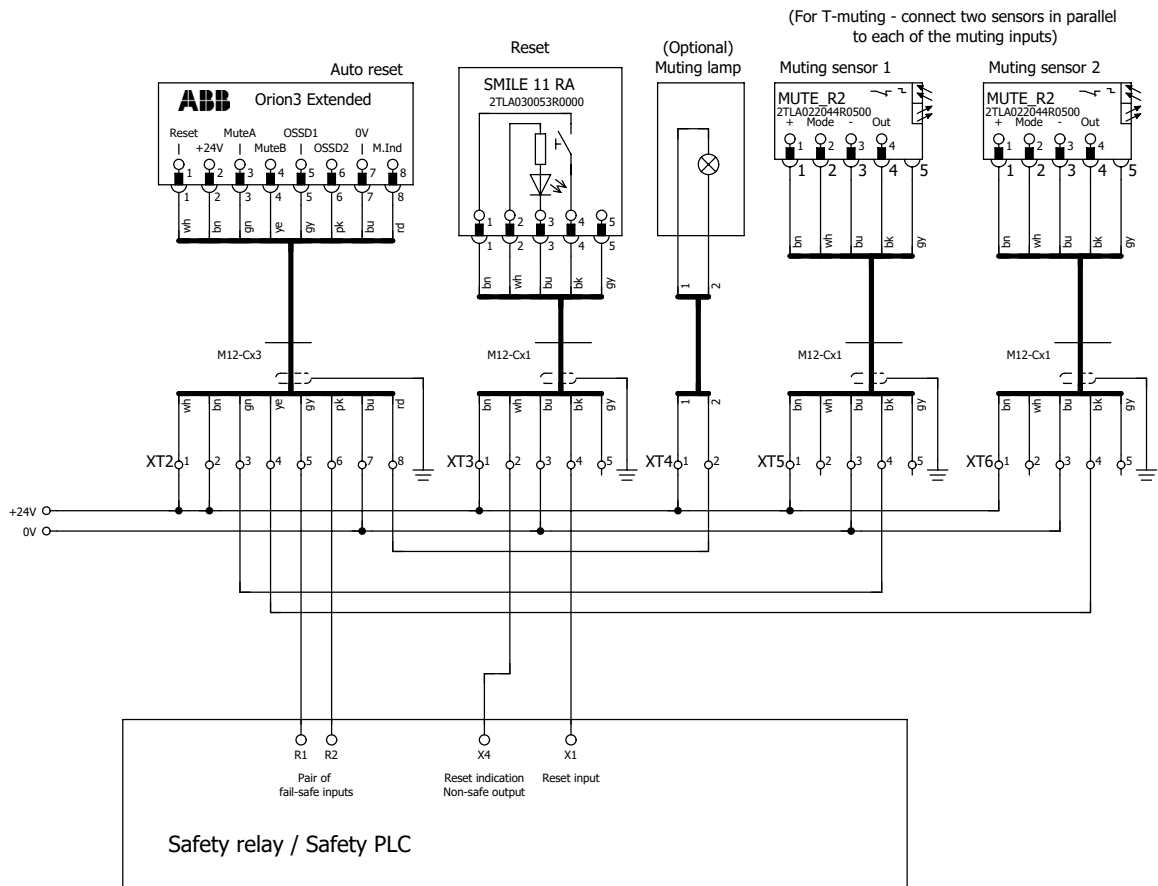 (For T-muting - connect two sensors in parallel
to each of the muting inputs)
Auto reset
ABB Orion3 Extended
Reset MuteA OSSD1 0V
+24V MuteB OSSD2 M.Ind
1 2 3 4 5 6 7 8
1 2 3 4 5 6 7 8
wh bn gn ye gy pk bu rd
M12-Cx3
wh bn gn ye gy pk bu rd
XT2 1 2 3 4 5 6 7 8
Reset
SMILE 11 RA
2TLA030053R0000
1 2 3 4 5
1 2 3 4 5
bn wh bu bk gy
M12-Cx1
bn wh bu bk gy
XT3 1 2 3 4 5
(Optional)
Muting lamp
1 2
1 2
XT4 1 2
Muting sensor 1
MUTE_R2
2TLA022044R0500
+ Mode - Out
1 2 3 4
1 2 3 4 5
bn wh bu bk gy
M12-Cx1
bn wh bu bk gy
XT5 1 2 3 4 5
Muting sensor 2
MUTE_R2
2TLA022044R0500
+ Mode - Out
1 2 3 4
1 2 3 4 5
bn wh bu bk gy
M12-Cx1
bn wh bu bk gy
XT6 1 2 3 4 5
+24V
0V
R1 R2
Pair of
fail-safe inputs
X4
Reset indication
Non-safe output
X1
Reset input
Safety relay / Safety PLC